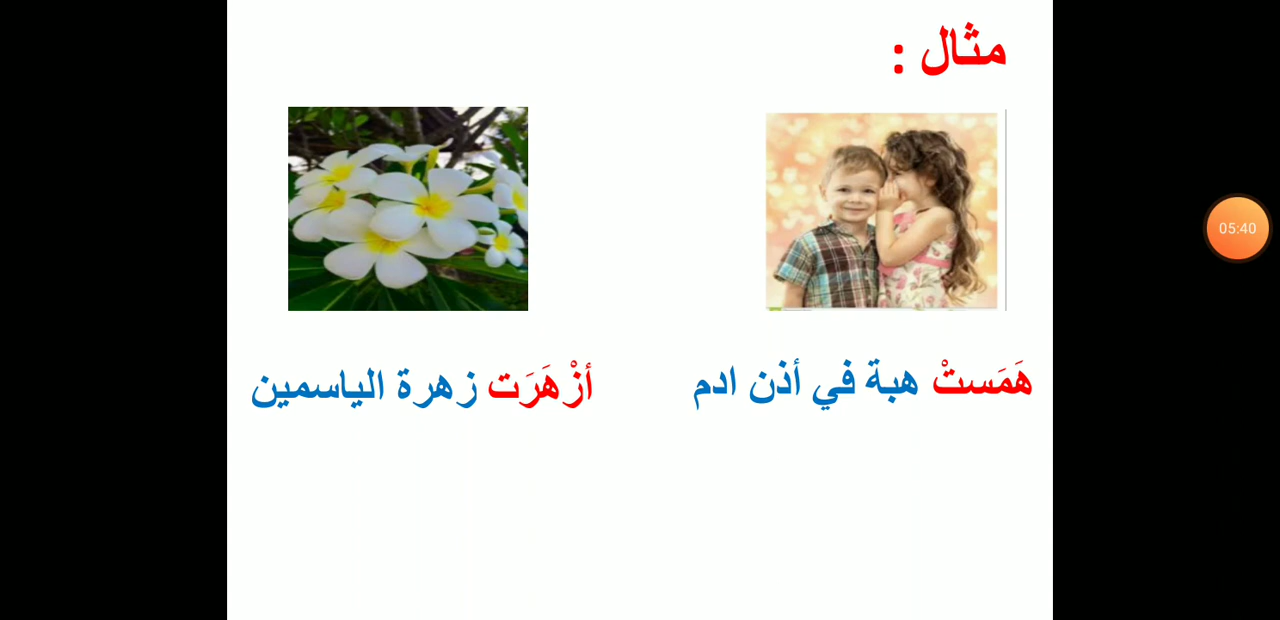 مثال :
هَمَستْ هبة في أذن ادم
أزْهَرَت زهرة الياسمين
05:40